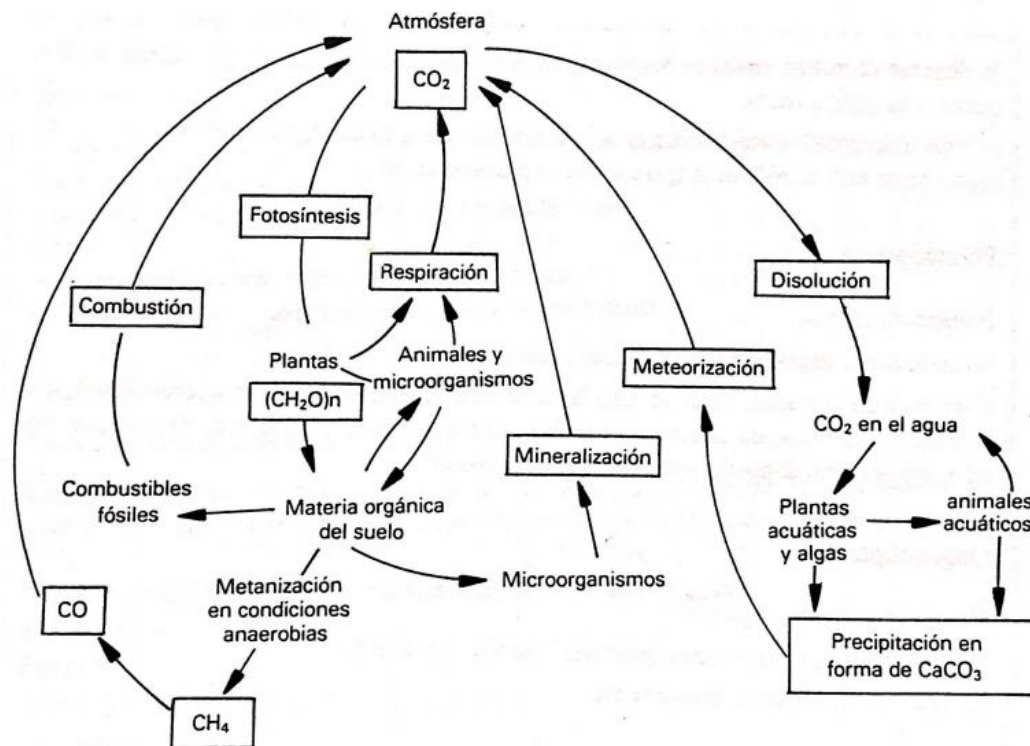 Atmósfera
CO₂
Fotosíntesis
Respiración
Combustión
Disolución
Plantas
Animales y
microorganismos
(CH₂O)n
Meteorización
CO₂ en el agua
Mineralización
Combustibles
fósiles
Materia orgánica
del suelo
Plantas
acuáticas
y algas
animales
acuáticos
Microorganismos
Metanización
en condiciones
anaerobias
CO
Precipitación en
forma de CaCO₃
CH₄